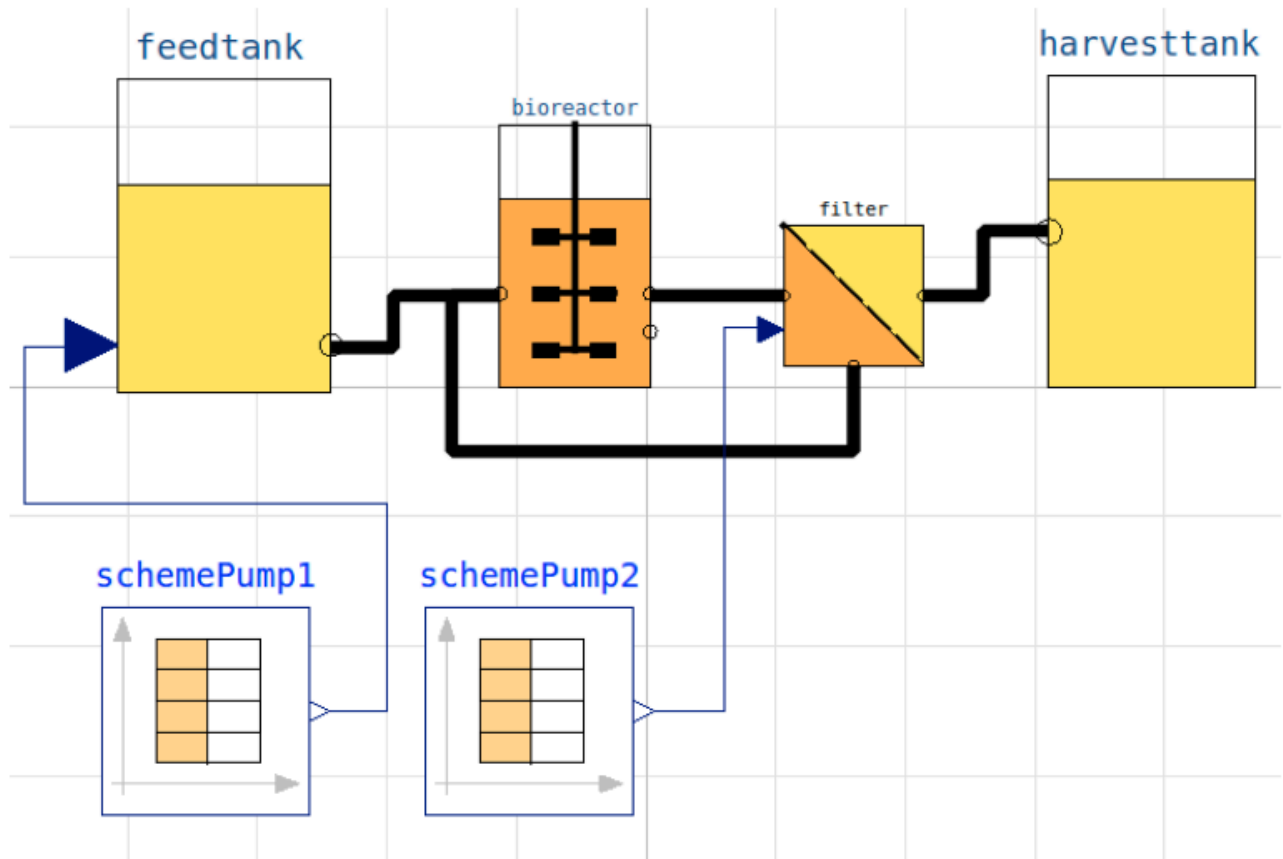 feedtank
harvesttank
bioreactor
filter
schemePump1
schemePump2